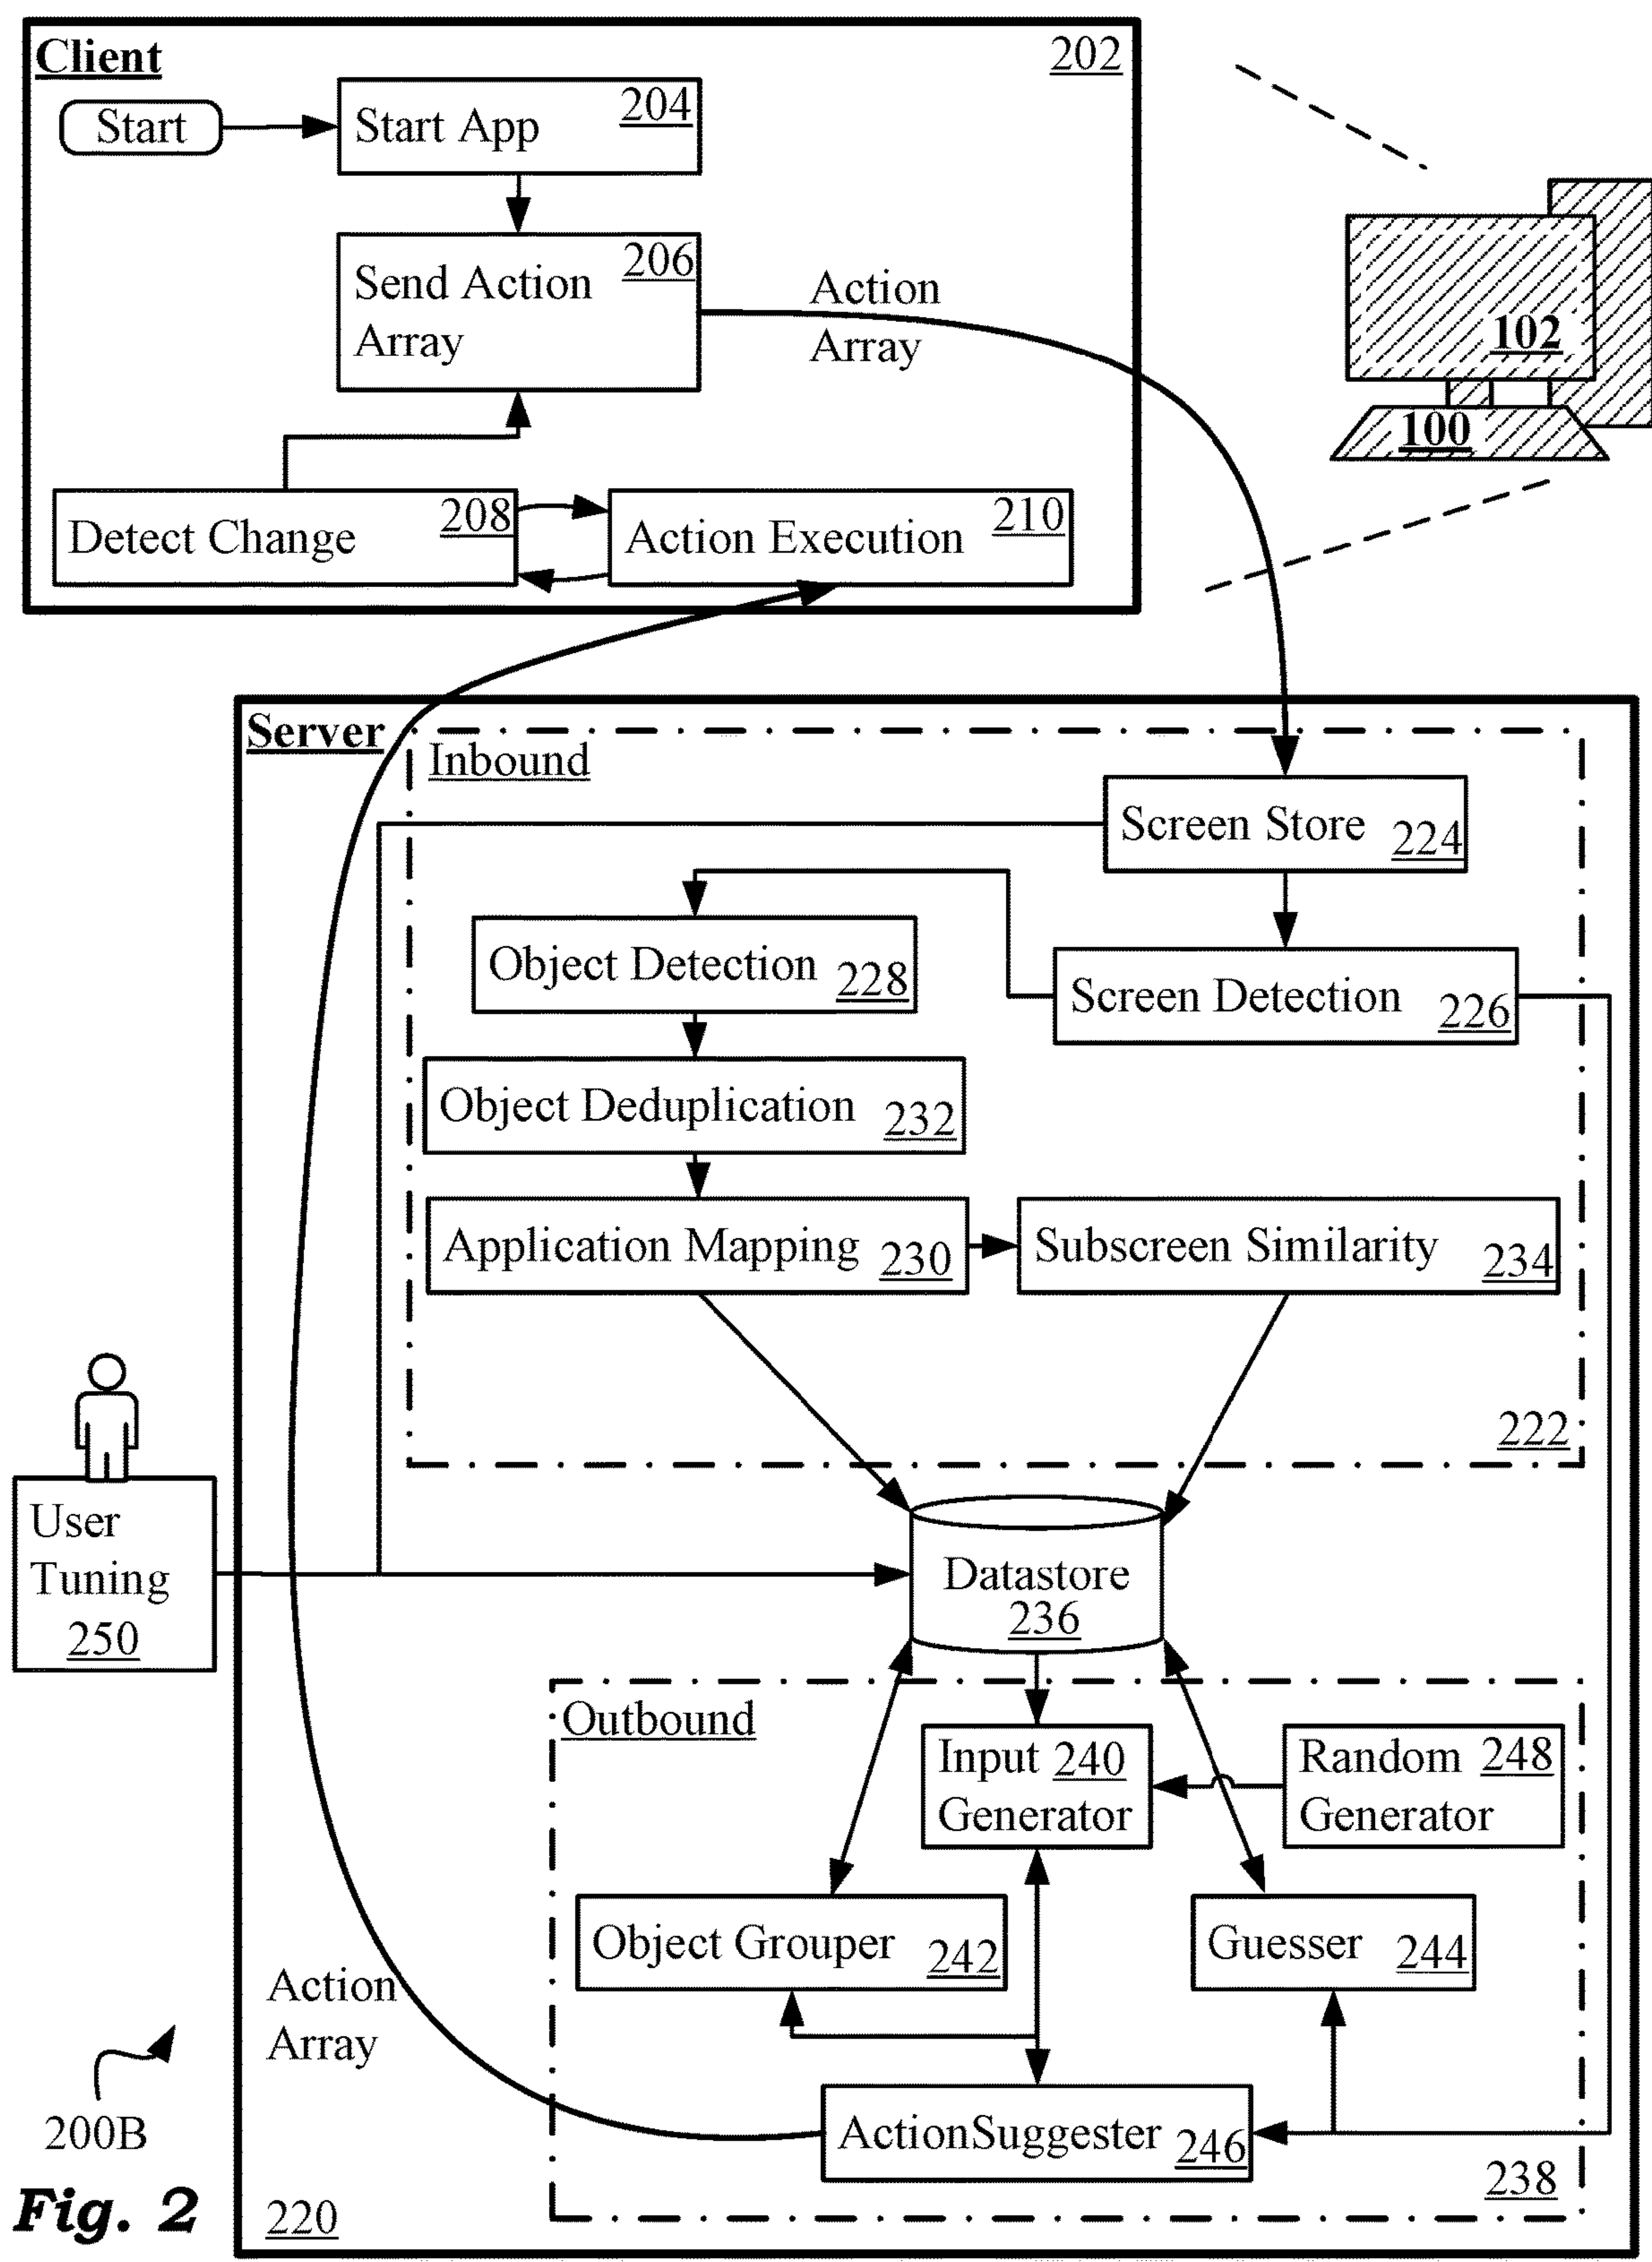 Client
202
Start
Start App
204
Send Action
Array
206
Action
Array
102
100
Detect Change
208
Action Execution
210
Server
Inbound
Screen Store
224
Object Detection
228
Screen Detection
226
Object Deduplication
232
Application Mapping
230
Subscreen Similarity
234
222
User
Tuning
250
Datastore
236
Outbound
Input 240
Generator
Random 248
Generator
Object Grouper
242
Guesser
244
Action
Array
ActionSuggester
246
238
200B
Fig. 2
220